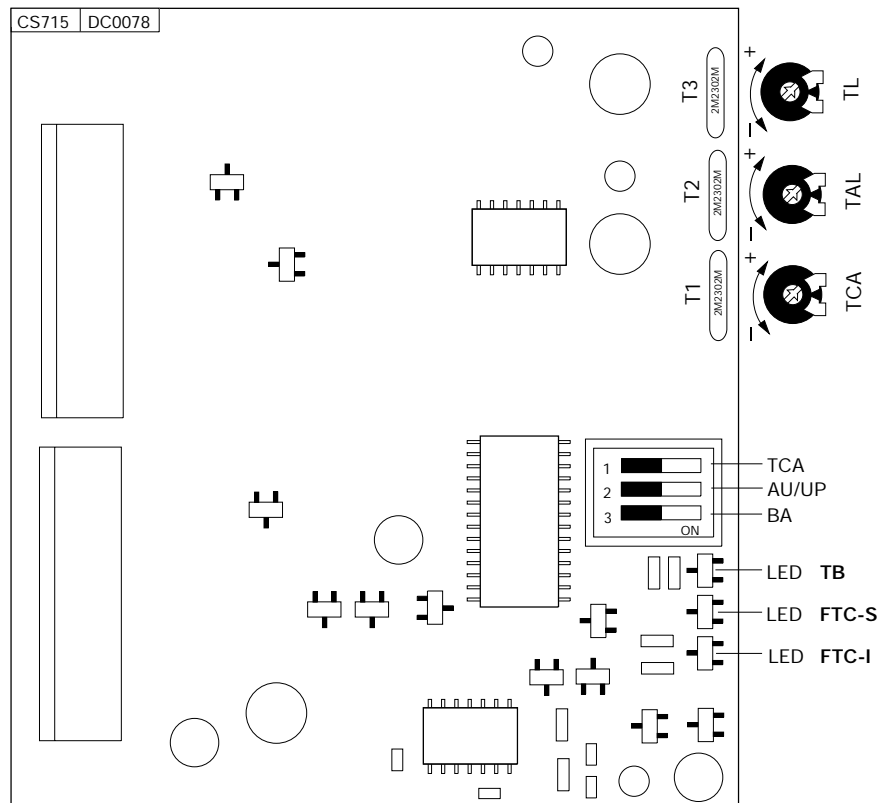 CS715 DC0078
T3 2M2302M + − TL
T2 2M2302M + − TAL
T1 2M2302M + − TCA
1 TCA
2 AU/UP
3 BA
ON
LED TB
LED FTC-S
LED FTC-I